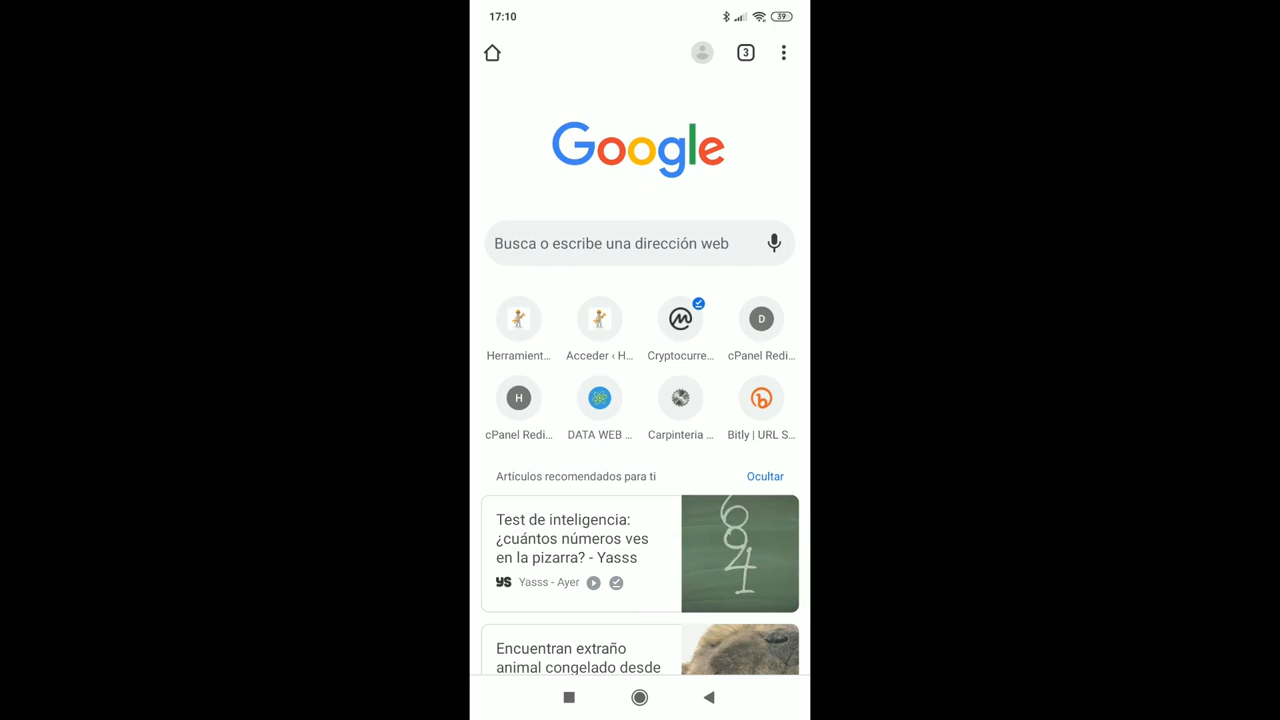 17:10
39
3
Google
Busca o escribe una dirección web
Herramient...
Acceder ‹ H...
Cryptocurre...
D
cPanel Redi...
H
cPanel Redi...
DATA WEB ...
Carpinteria ...
b
Bitly | URL S...
Artículos recomendados para ti
Ocultar
Test de inteligencia:
¿cuántos números ves
en la pizarra? - Yasss
YS
Yasss - Ayer
684
Encuentran extraño
animal congelado desde